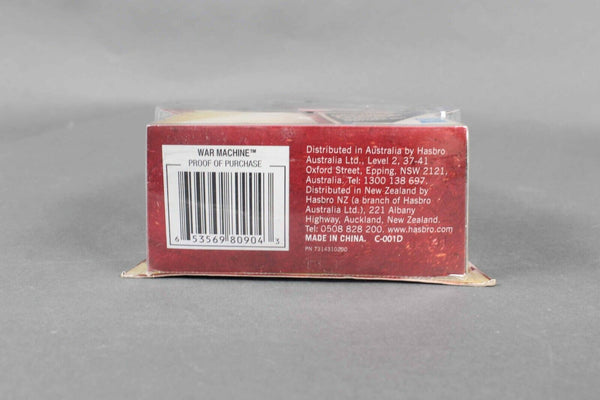 WAR MACHINE™
PROOF OF PURCHASE
6 53569 80904 3
Distributed in Australia by Hasbro
Australia Ltd., Level 2, 37-41
Oxford Street, Epping, NSW 2121,
Australia. Tel: 1300 138 697.
Distributed in New Zealand by
Hasbro NZ (a branch of Hasbro
Australia Ltd.), 221 Albany
Highway, Auckland, New Zealand.
Tel: 0508 828 200. www.hasbro.com
MADE IN CHINA. C-001D
PN 7314310200